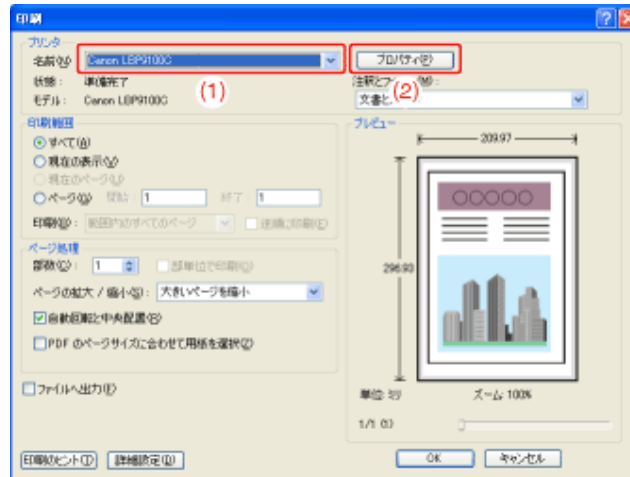 印刷
プリンタ
名前(N): Canon LBP9100C
プロパティ(P)
状態： 準備完了
注釈とフォ (M)：
モデル： Canon LBP9100C
文書と
(1)
(2)
印刷範囲
すべて(A)
現在の表示(V)
現在のページ(U)
ページ(G) 開始： 1 終了 1
印刷(R)： 範囲内のすべてのページ 逆順に印刷(E)
ページ処理
部数(C)： 1 部単位で印刷(O)
ページの拡大 / 縮小(S)： 大きいページを縮小
自動回転と中央配置(B)
PDF のページサイズに合わせて用紙を選択(Z)
ファイルへ出力(F)
プレビュー
209.97
296.93
OOOOO
単位: ミリ ズーム: 100%
1/1 (1)
印刷のヒント(T) 詳細設定(D)
OK キャンセル